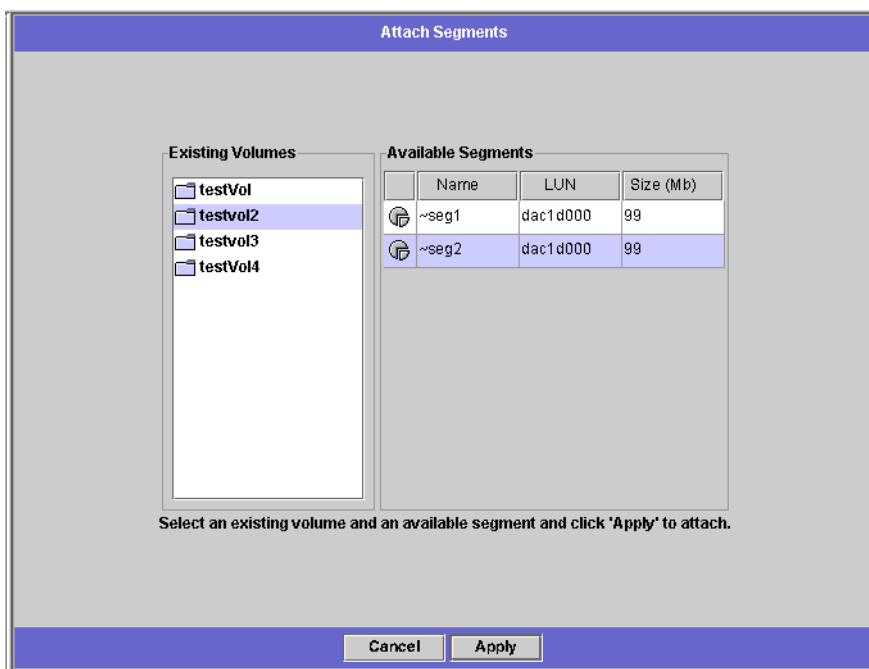 Attach Segments
Existing Volumes
testVol
testvol2
testvol3
testVol4
Available Segments
Name LUN Size (Mb)
~seg1 dac1d000 99
~seg2 dac1d000 99
Select an existing volume and an available segment and click 'Apply' to attach.
Cancel Apply